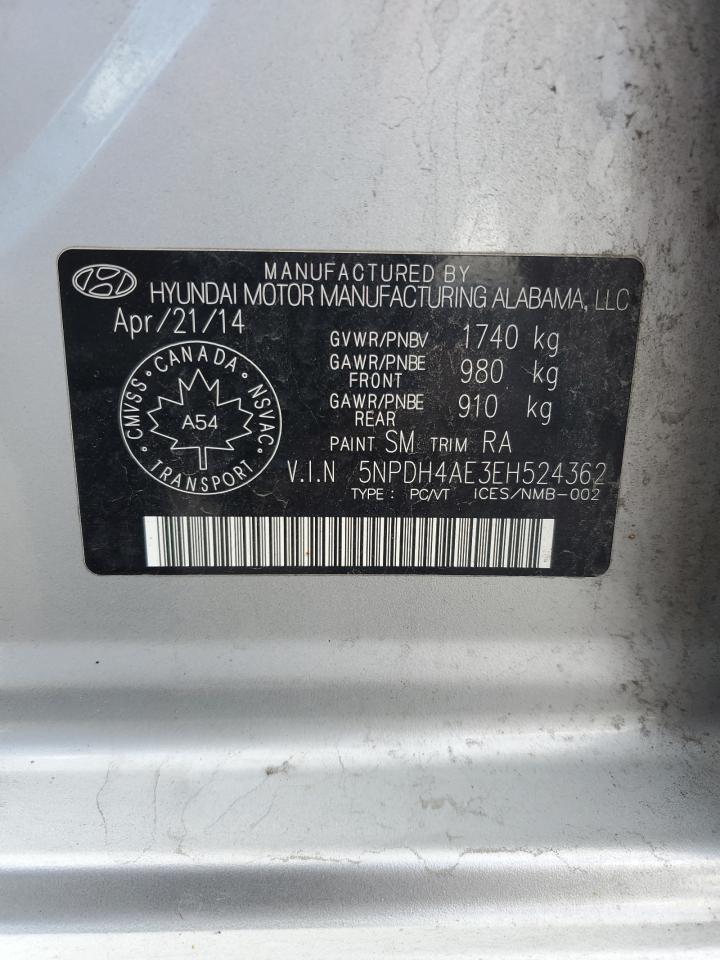 MANUFACTURED BY
HYUNDAI MOTOR MANUFACTURING ALABAMA, LLC
Apr/21/14
GVWR/PNBV 1740 kg
GAWR/PNBE FRONT 980 kg
GAWR/PNBE REAR 910 kg
PAINT SM TRIM RA
CMVSS CANADA NSVAC
A54
TRANSPORT
V.I.N 5NPDH4AE3EH524362
TYPE : PC/VT ICES/NMB-002